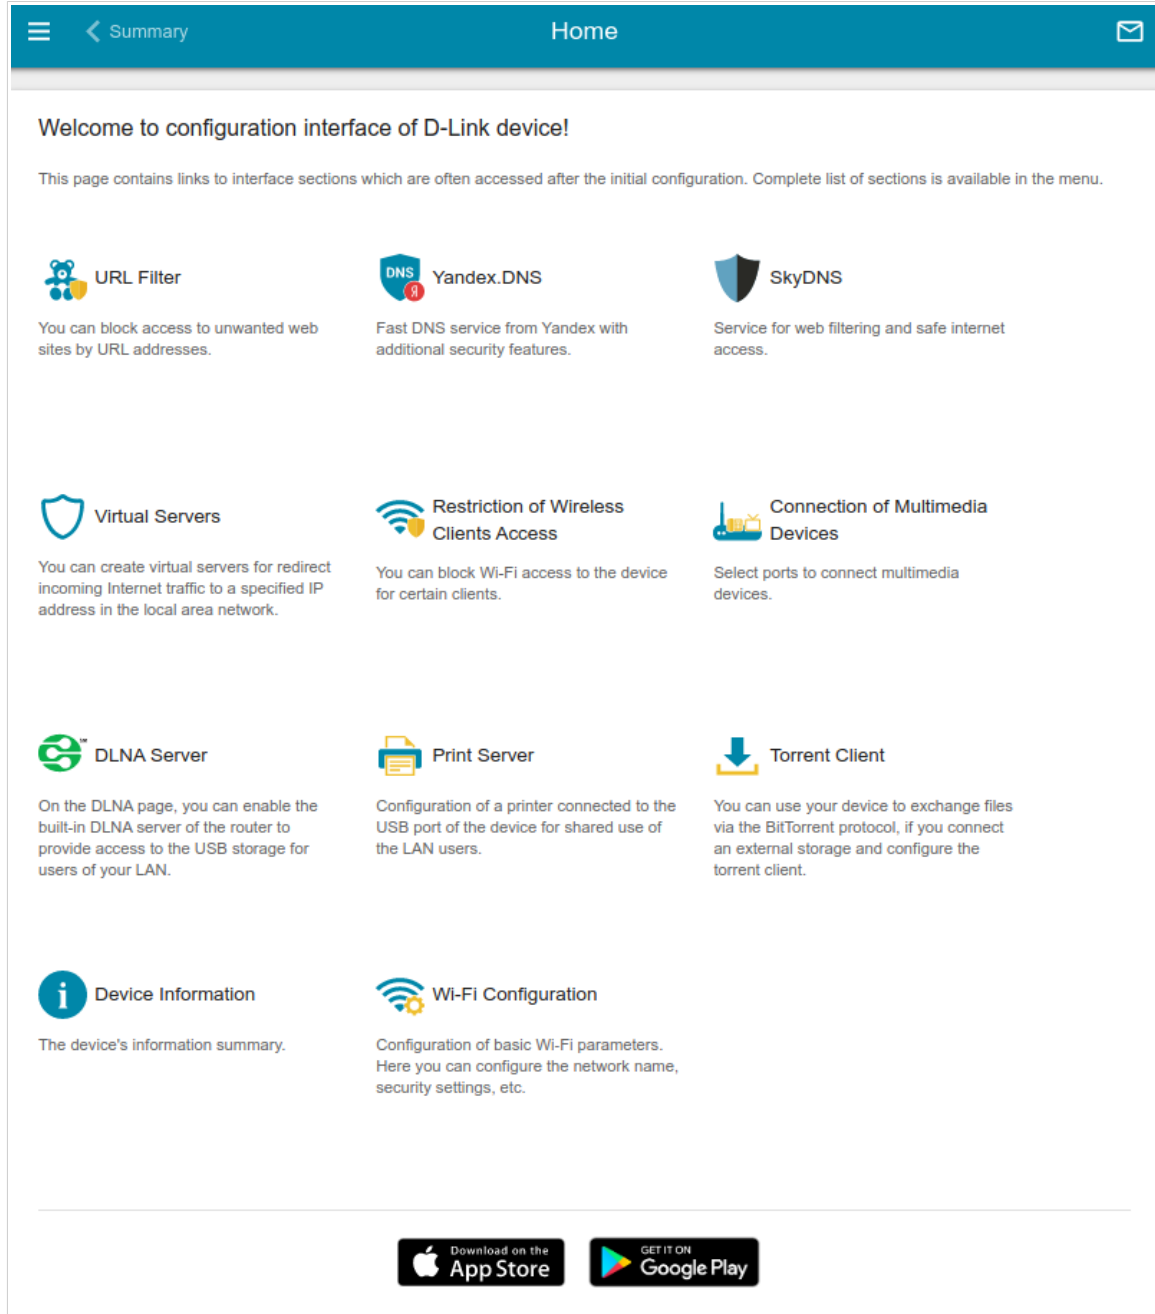 Summary
Home
Welcome to configuration interface of D-Link device!
This page contains links to interface sections which are often accessed after the initial configuration. Complete list of sections is available in the menu.
URL Filter
You can block access to unwanted web
sites by URL addresses.
DNS
Я
Yandex.DNS
Fast DNS service from Yandex with
additional security features.
SkyDNS
Service for web filtering and safe internet
access.
Virtual Servers
You can create virtual servers for redirect
incoming Internet traffic to a specified IP
address in the local area network.
Restriction of Wireless
Clients Access
You can block Wi-Fi access to the device
for certain clients.
Connection of Multimedia
Devices
Select ports to connect multimedia
devices.
DLNA Server
On the DLNA page, you can enable the
built-in DLNA server of the router to
provide access to the USB storage for
users of your LAN.
Print Server
Configuration of a printer connected to the
USB port of the device for shared use of
the LAN users.
Torrent Client
You can use your device to exchange files
via the BitTorrent protocol, if you connect
an external storage and configure the
torrent client.
i
Device Information
The device's information summary.
Wi-Fi Configuration
Configuration of basic Wi-Fi parameters.
Here you can configure the network name,
security settings, etc.
Download on the
App Store
GET IT ON
Google Play